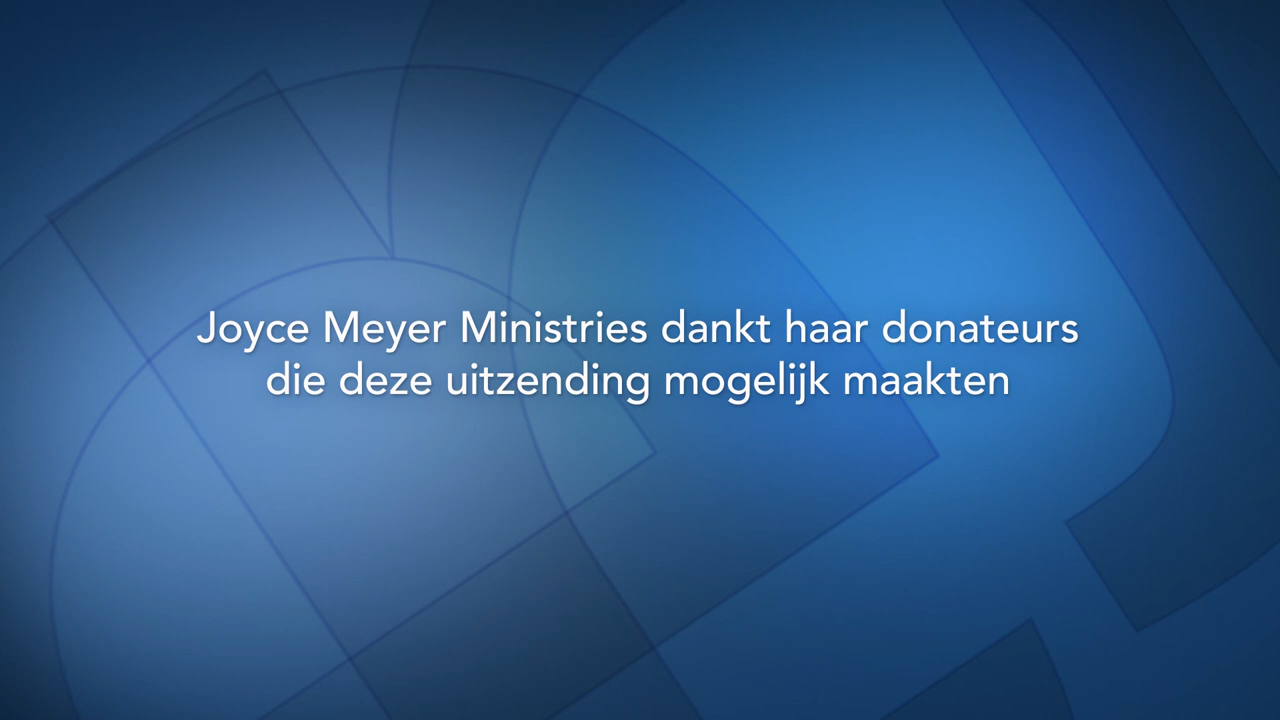 Joyce Meyer Ministries dankt haar donateurs
die deze uitzending mogelijk maakten